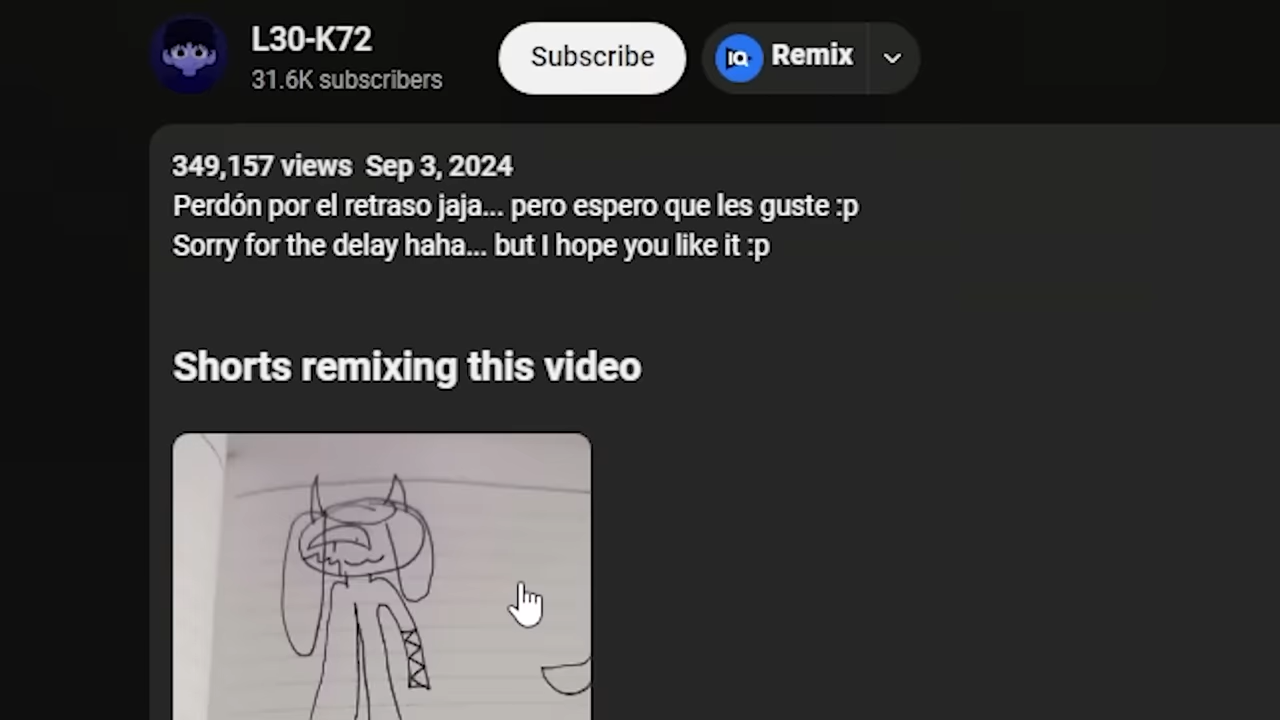 L30-K72
31.6K subscribers
Subscribe
IQ Remix
349,157 views Sep 3, 2024
Perdón por el retraso jaja... pero espero que les guste :p
Sorry for the delay haha... but I hope you like it :p
Shorts remixing this video